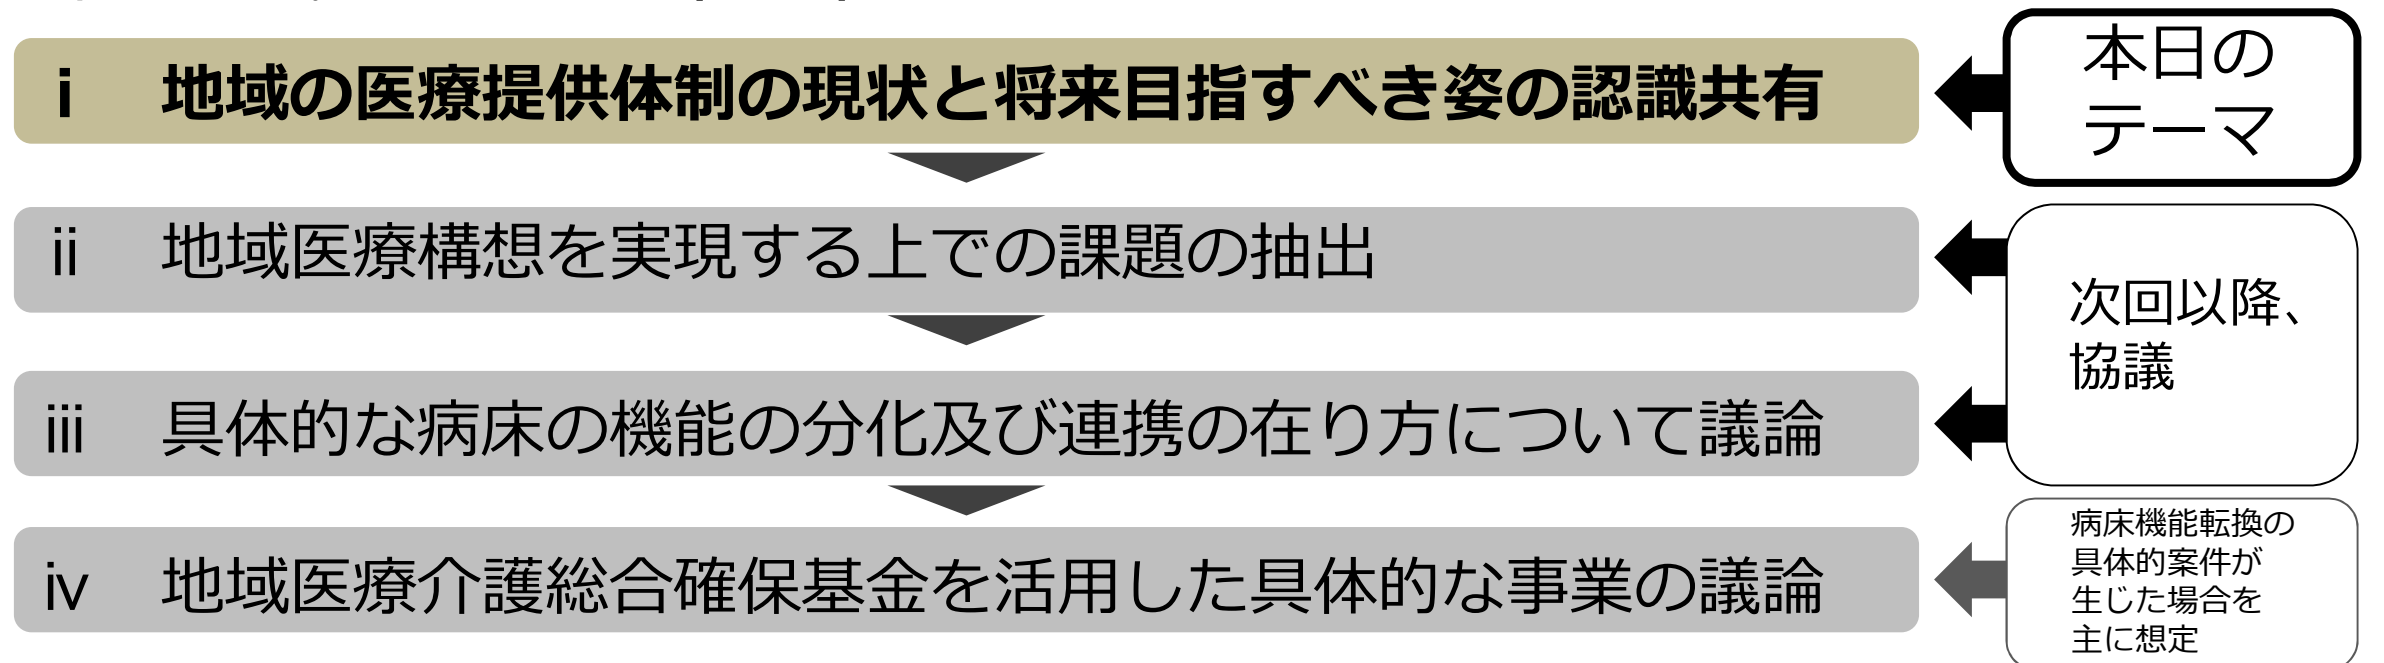 i 地域の医療提供体制の現状と将来目指すべき姿の認識共有
本日の
テーマ
ii 地域医療構想を実現する上での課題の抽出
次回以降、
協議
iii 具体的な病床の機能の分化及び連携の在り方について議論
iv 地域医療介護総合確保基金を活用した具体的な事業の議論
病床機能転換の
具体的案件が
生じた場合を
主に想定